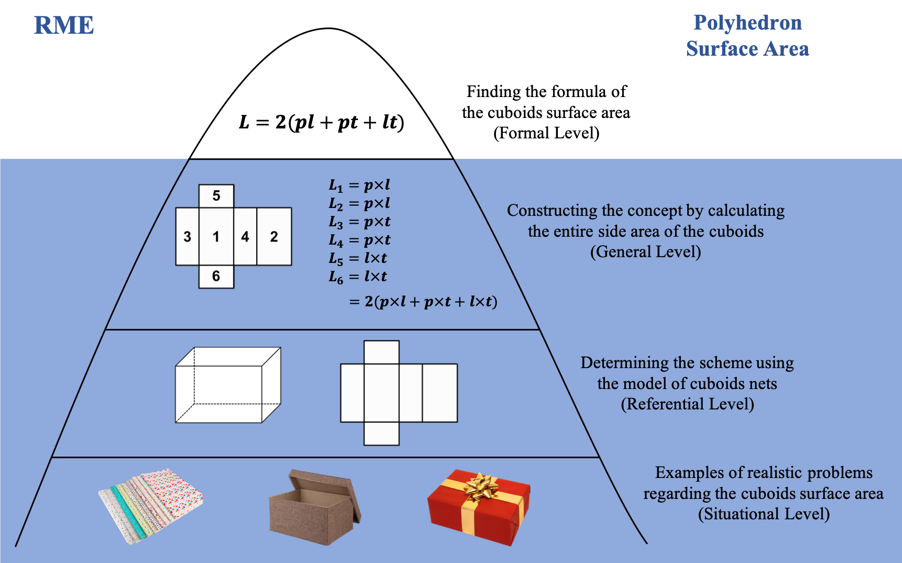 RME
Polyhedron
Surface Area
Finding the formula of
the cuboids surface area
(Formal Level)
L = 2(pl + pt + lt)
5
3 1 4 2
6
L₁ = p×l
L₂ = p×l
L₃ = p×t
L₄ = p×t
L₅ = l×t
L₆ = l×t
= 2(p×l + p×t + l×t)
Constructing the concept by calculating
the entire side area of the cuboids
(General Level)
Determining the scheme using
the model of cuboids nets
(Referential Level)
Examples of realistic problems
regarding the cuboids surface area
(Situational Level)